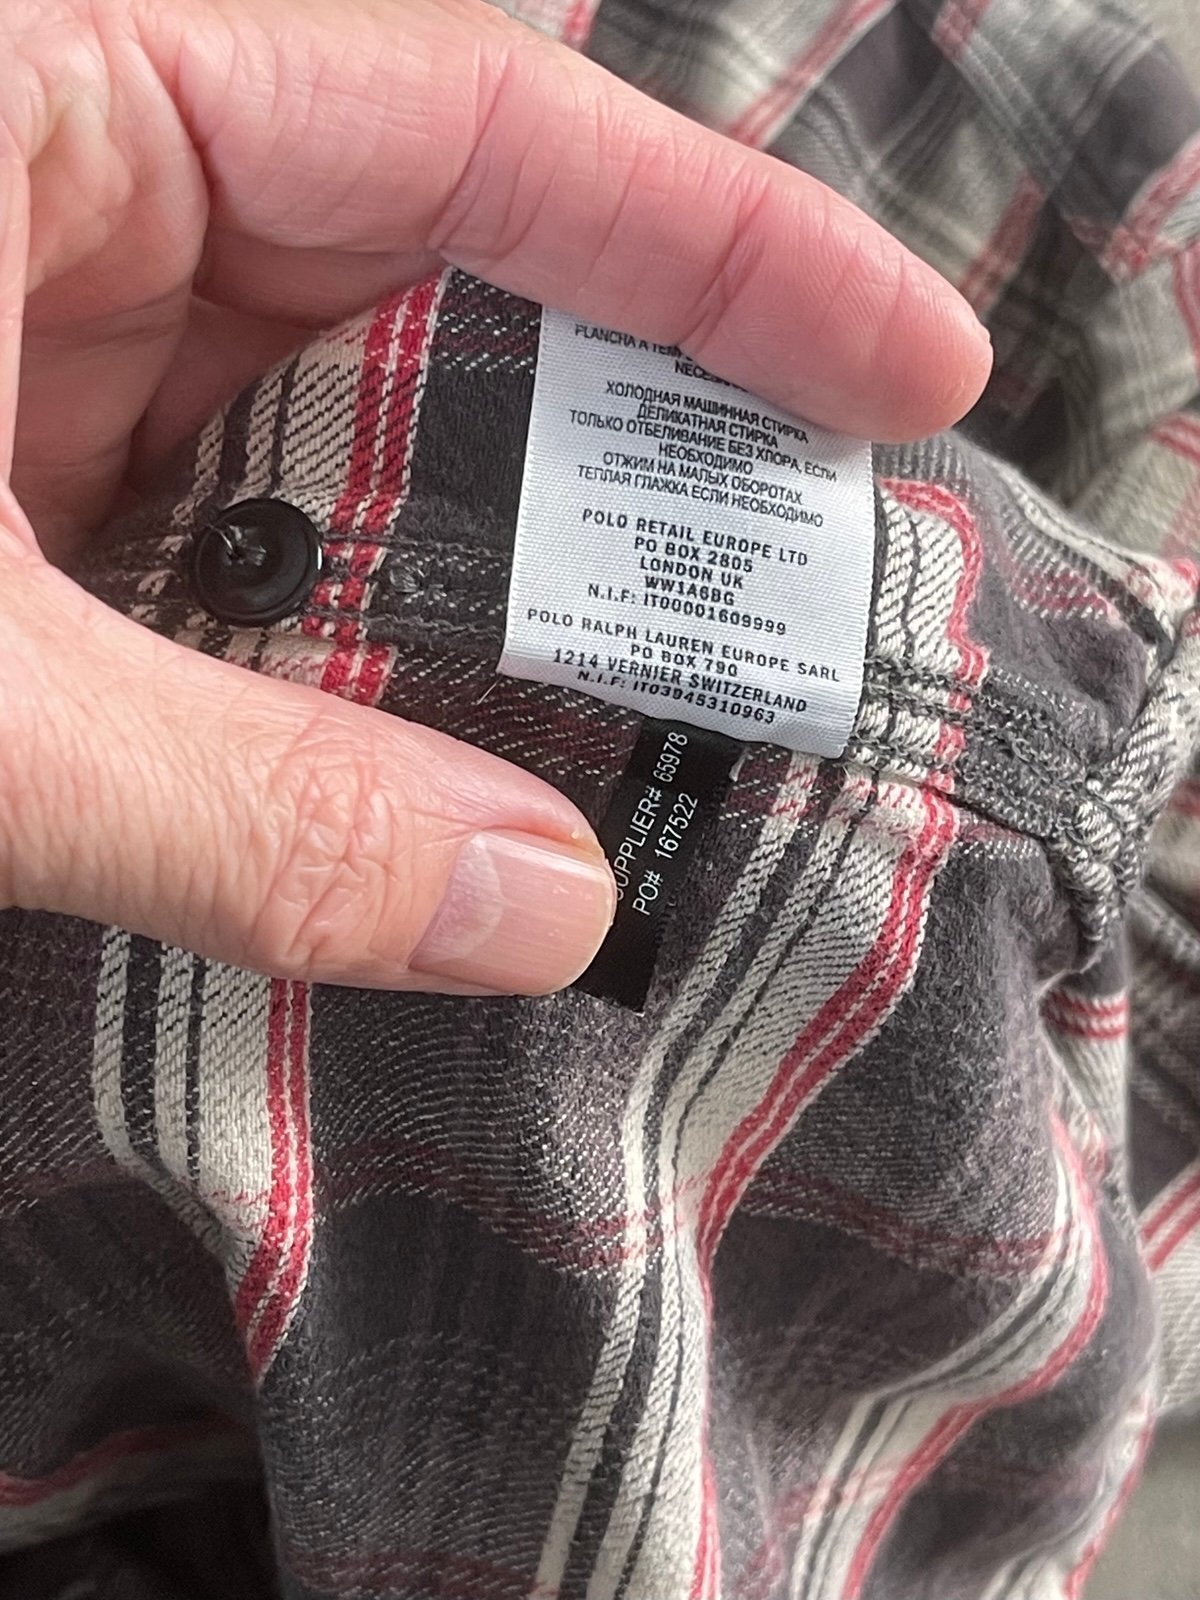 PLANCHA A
ХОЛОДНАЯ МАШИННАЯ СТИРКА
ДЕЛИКАТНАЯ СТИРКА
ТОЛЬКО ОТБЕЛИВАНИЕ БЕЗ ХЛОРА, ЕСЛИ
НЕОБХОДИМО
ОТЖИМ НА МАЛЫХ ОБОРОТАХ
ТЕПЛАЯ ГЛАЖКА ЕСЛИ НЕОБХОДИМО
POLO RETAIL EUROPE LTD
PO BOX 2805
LONDON UK
WW1A6BG
N.I.F: IT00001609999
POLO RALPH LAUREN EUROPE SARL
PO BOX 790
1214 VERNIER SWITZERLAND
N.I.F: IT03945310963
SUPPLIER# 65978
PO# 167522